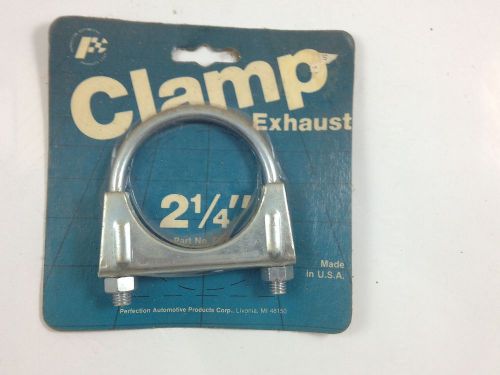 Clamp
Exhaust
2 1/4"
Part No.
Made
in U.S.A.
Perfection Automotive Products Corp., Livonia, MI 48150